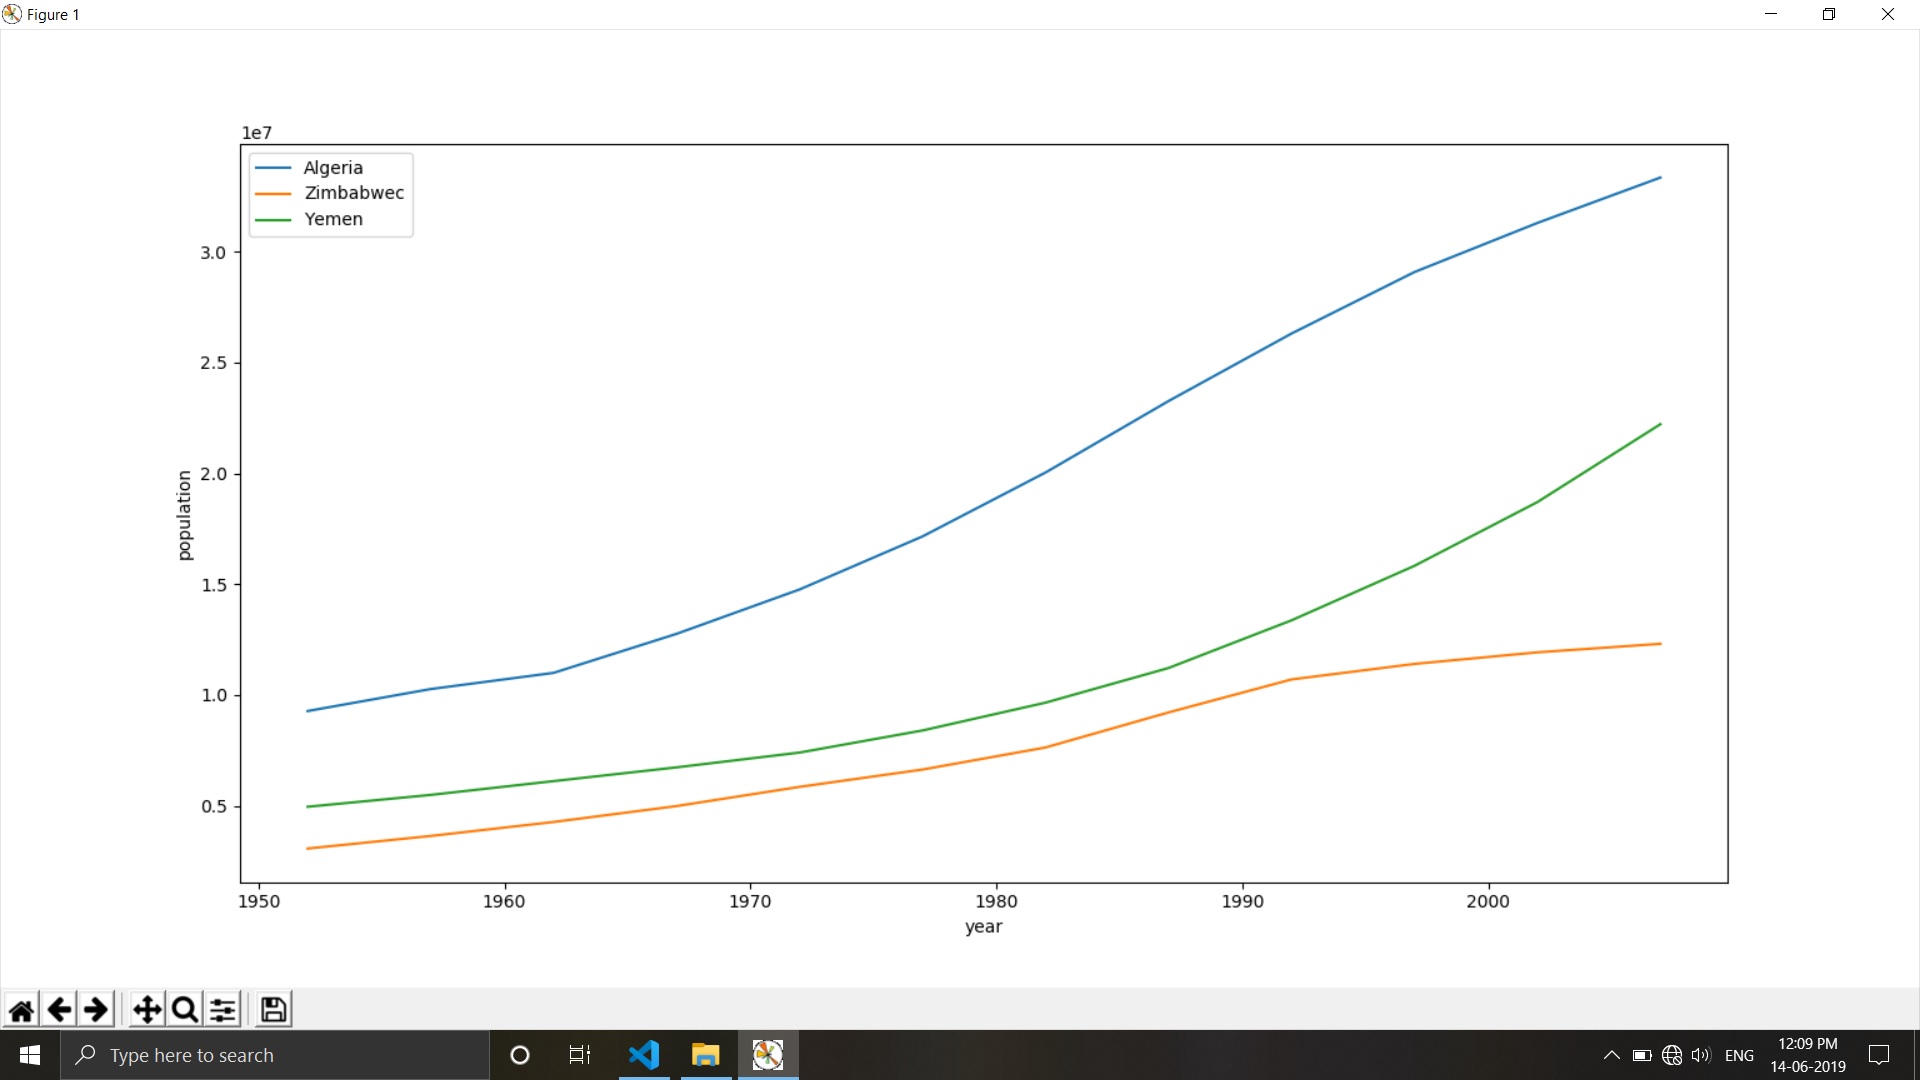 Figure 1
1e7
Algeria
Zimbabwec
Yemen
3.0
2.5
2.0
1.5
1.0
0.5
population
1950 1960 1970 1980 1990 2000
year
Type here to search
ENG
12:09 PM
14-06-2019